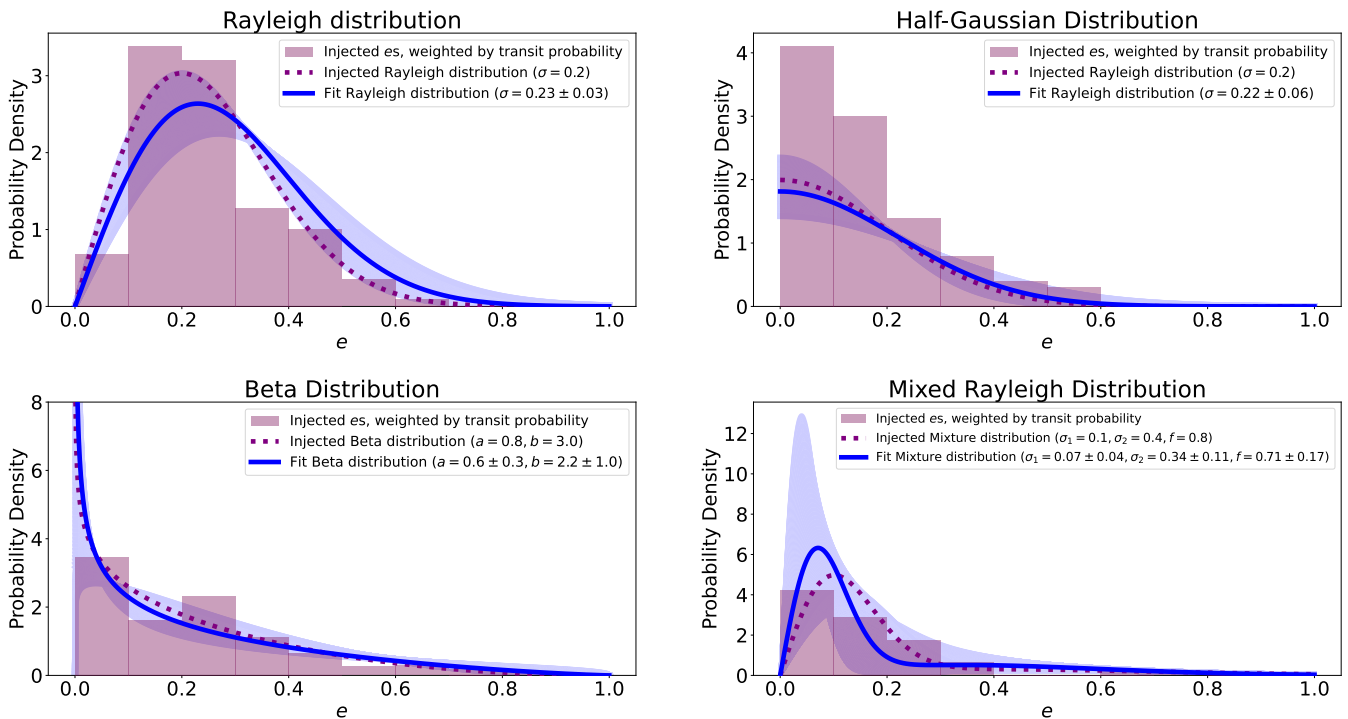 Rayleigh distribution
Probability Density
3
2
1
0
Injected es, weighted by transit probability
Injected Rayleigh distribution (σ = 0.2)
Fit Rayleigh distribution (σ = 0.23 ± 0.03)
0.0 0.2 0.4 0.6 0.8 1.0
e
Half-Gaussian Distribution
Probability Density
4
3
2
1
0
Injected es, weighted by transit probability
Injected Rayleigh distribution (σ = 0.2)
Fit Rayleigh distribution (σ = 0.22 ± 0.06)
0.0 0.2 0.4 0.6 0.8 1.0
e
Beta Distribution
Probability Density
8
6
4
2
0
Injected es, weighted by transit probability
Injected Beta distribution (a = 0.8, b = 3.0)
Fit Beta distribution (a = 0.6 ± 0.3, b = 2.2 ± 1.0)
0.0 0.2 0.4 0.6 0.8 1.0
e
Mixed Rayleigh Distribution
Probability Density
12
10
8
6
4
2
0
Injected es, weighted by transit probability
Injected Mixture distribution (σ₁ = 0.1, σ₂ = 0.4, f = 0.8)
Fit Mixture distribution (σ₁ = 0.07 ± 0.04, σ₂ = 0.34 ± 0.11, f = 0.71 ± 0.17)
0.0 0.2 0.4 0.6 0.8 1.0
e